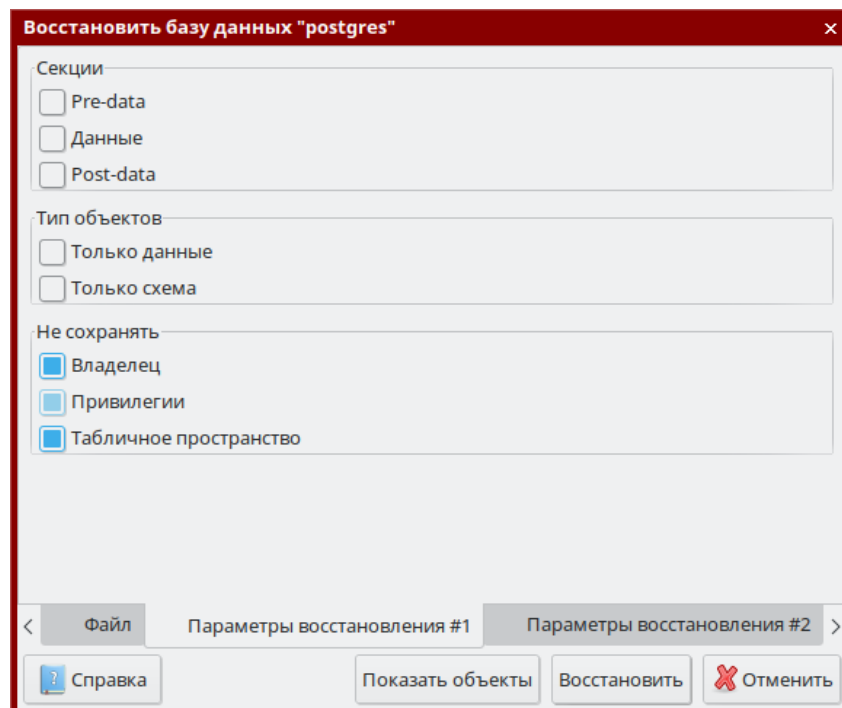 Восстановить базу данных "postgres"
Секции
Pre-data
Данные
Post-data
Тип объектов
Только данные
Только схема
Не сохранять
Владелец
Привилегии
Табличное пространство
Файл Параметры восстановления #1 Параметры восстановления #2
Справка Показать объекты Восстановить Отменить